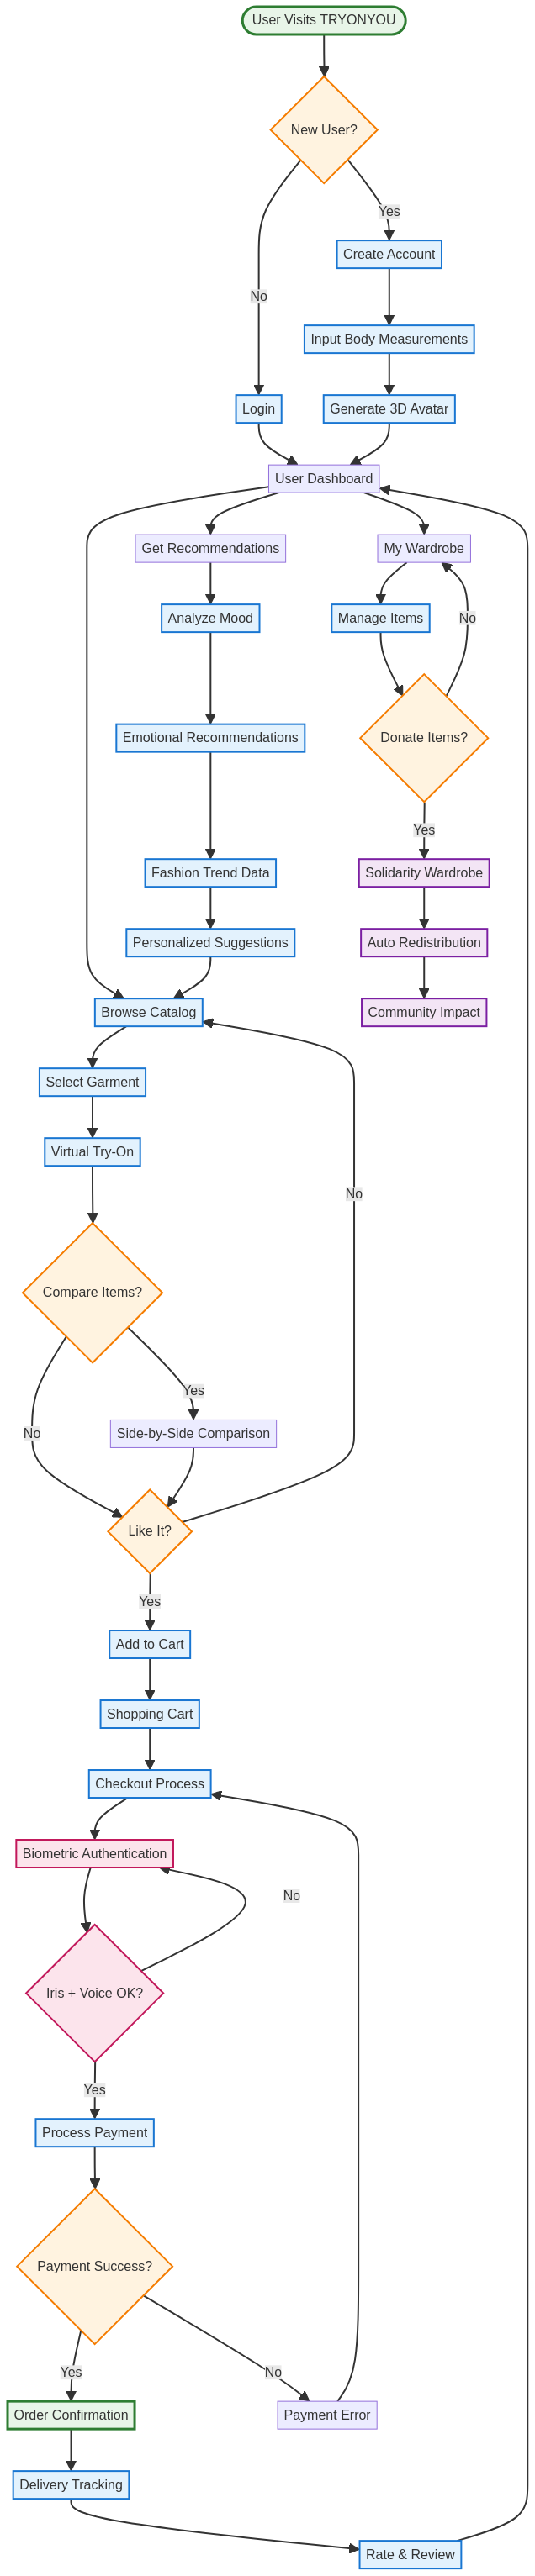 User Visits TRYONYOU
New User?
Yes
Create Account
No
Input Body Measurements
Login
Generate 3D Avatar
User Dashboard
Get Recommendations
My Wardrobe
Analyze Mood
Manage Items
No
Emotional Recommendations
Donate Items?
Yes
Fashion Trend Data
Solidarity Wardrobe
Personalized Suggestions
Auto Redistribution
Browse Catalog
Community Impact
Select Garment
Virtual Try-On
No
Compare Items?
Yes
No
Side-by-Side Comparison
Like It?
Yes
Add to Cart
Shopping Cart
Checkout Process
Biometric Authentication
No
Iris + Voice OK?
Yes
Process Payment
Payment Success?
Yes
No
Order Confirmation
Payment Error
Delivery Tracking
Rate & Review